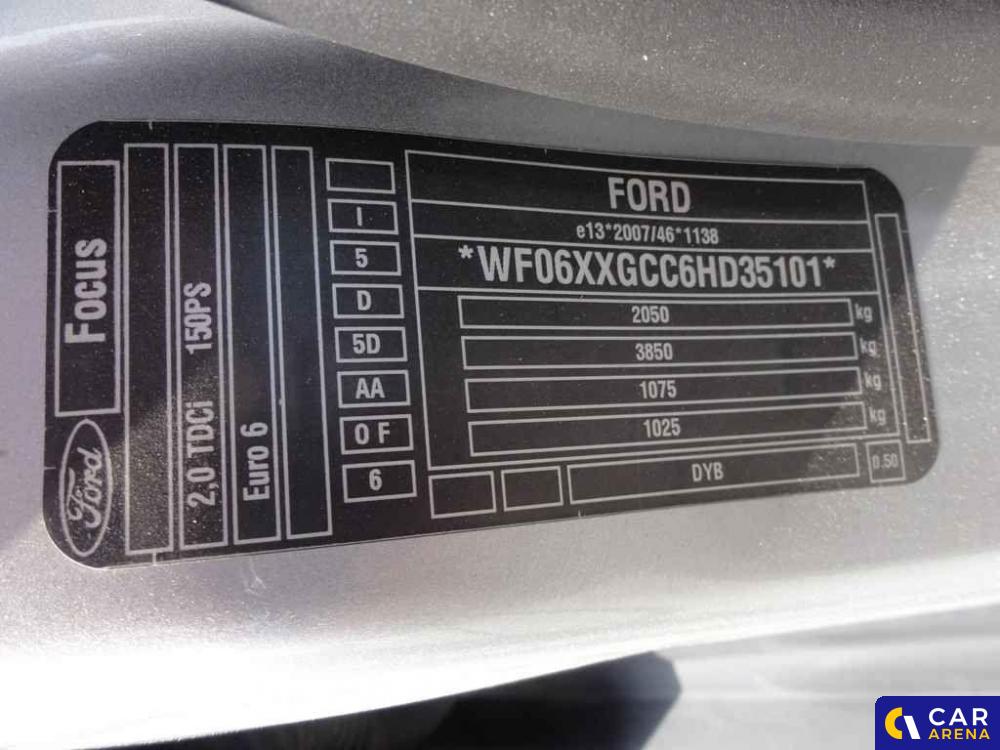 FORD
e13*2007/46*1138
*WF06XXGCC6HD35101*
2050 kg
3850 kg
1075 kg
1025 kg
DYB
0.50
I
5
D
5D
AA
0 F
6
Focus
Ford
2,0 TDCi 150PS
Euro 6
CAR
ARENA